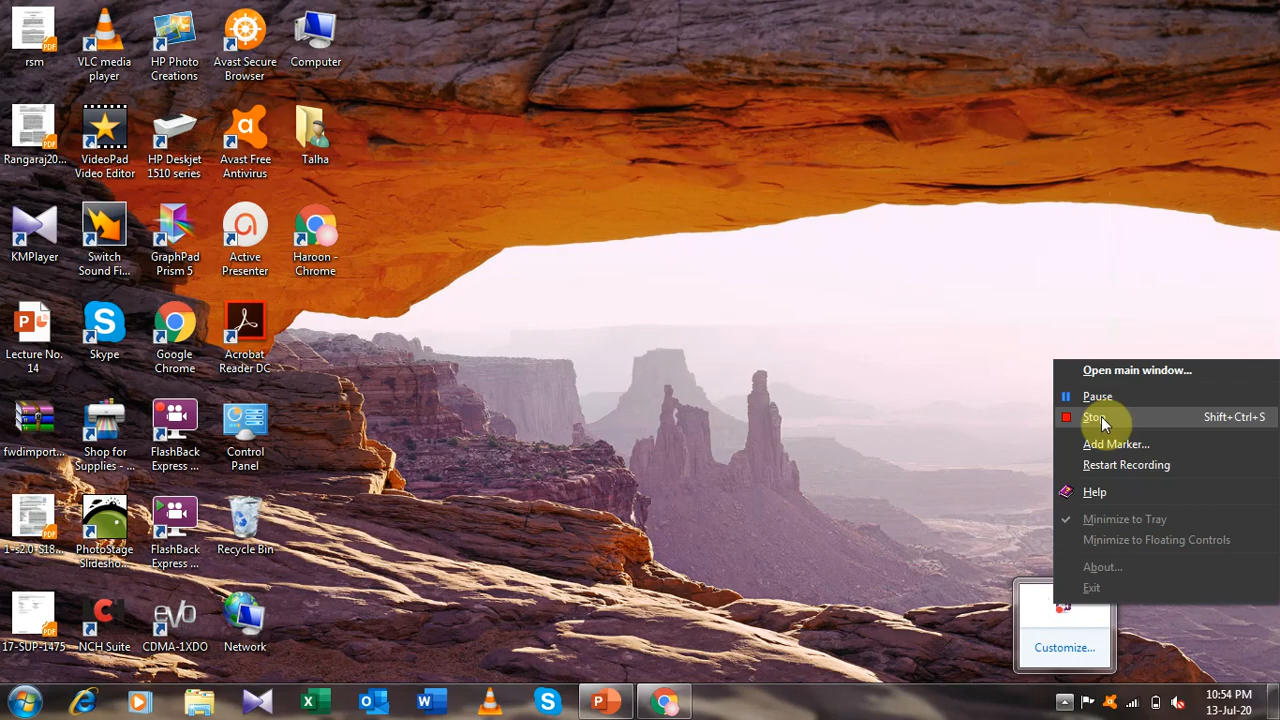 rsm
VLC media
player
HP Photo
Creations
Avast Secure
Browser
Computer
Rangaraj20...
VideoPad
Video Editor
HP Deskjet
1510 series
Avast Free
Antivirus
Talha
KMPlayer
Switch
Sound Fi...
GraphPad
Prism 5
Active
Presenter
Haroon -
Chrome
Lecture No.
14
Skype
Google
Chrome
Acrobat
Reader DC
fwdimport...
Shop for
Supplies - ...
FlashBack
Express ...
Control
Panel
1-s2.0-S18...
PhotoStage
Slidesho...
FlashBack
Express ...
Recycle Bin
17-SUP-1475
NCH Suite
CDMA-1XDO
Network
Open main window...
Pause
Stop Shift+Ctrl+S
Add Marker...
Restart Recording
Help
Minimize to Tray
Minimize to Floating Controls
About...
Exit
Customize...
10:54 PM
13-Jul-20